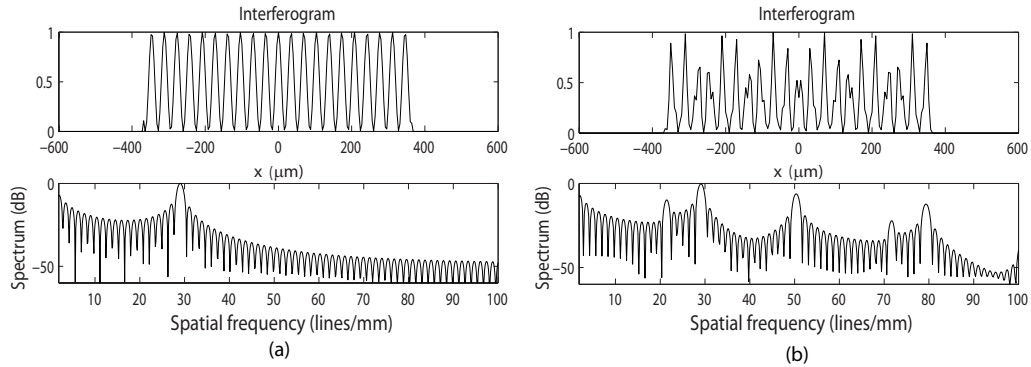 Interferogram
1
0.5
0
−600 −400 −200 0 200 400 600
x (µm)
0
−50
Spectrum (dB)
10 20 30 40 50 60 70 80 90 100
Spatial frequency (lines/mm)
(a)
Interferogram
1
0.5
0
−600 −400 −200 0 200 400 600
x (µm)
0
−50
Spectrum (dB)
10 20 30 40 50 60 70 80 90 100
Spatial frequency (lines/mm)
(b)